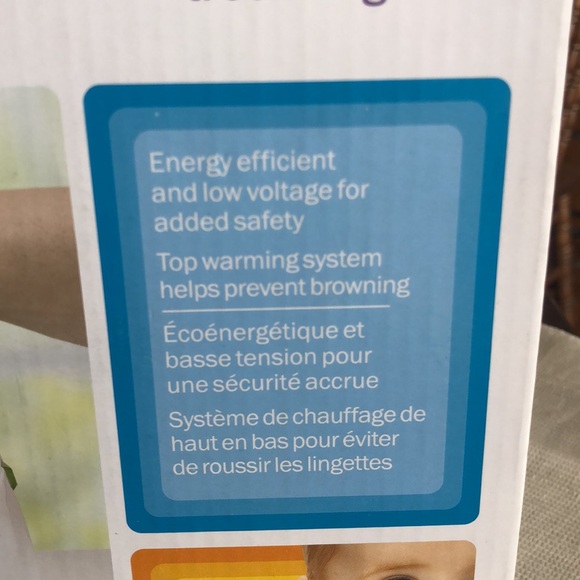 Energy efficient
and low voltage for
added safety
Top warming system
helps prevent browning
Écoénergétique et
basse tension pour
une sécurité accrue
Système de chauffage de
haut en bas pour éviter
de roussir les lingettes